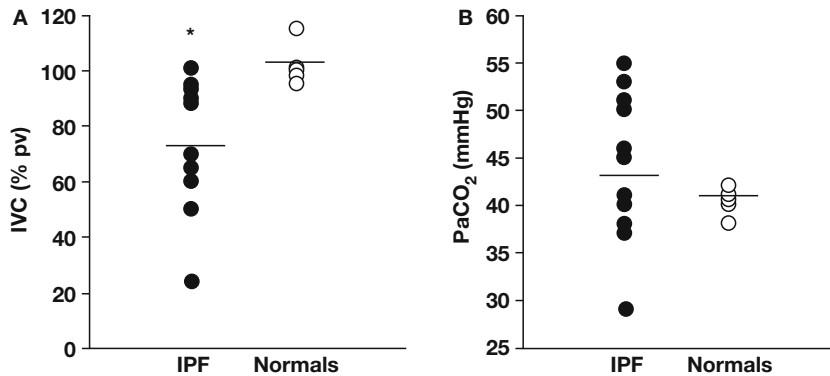 A
IVC (% pv)
120
100
80
60
40
20
0
*
IPF
Normals
B
PaCO₂ (mmHg)
60
55
50
45
40
35
30
25
IPF
Normals